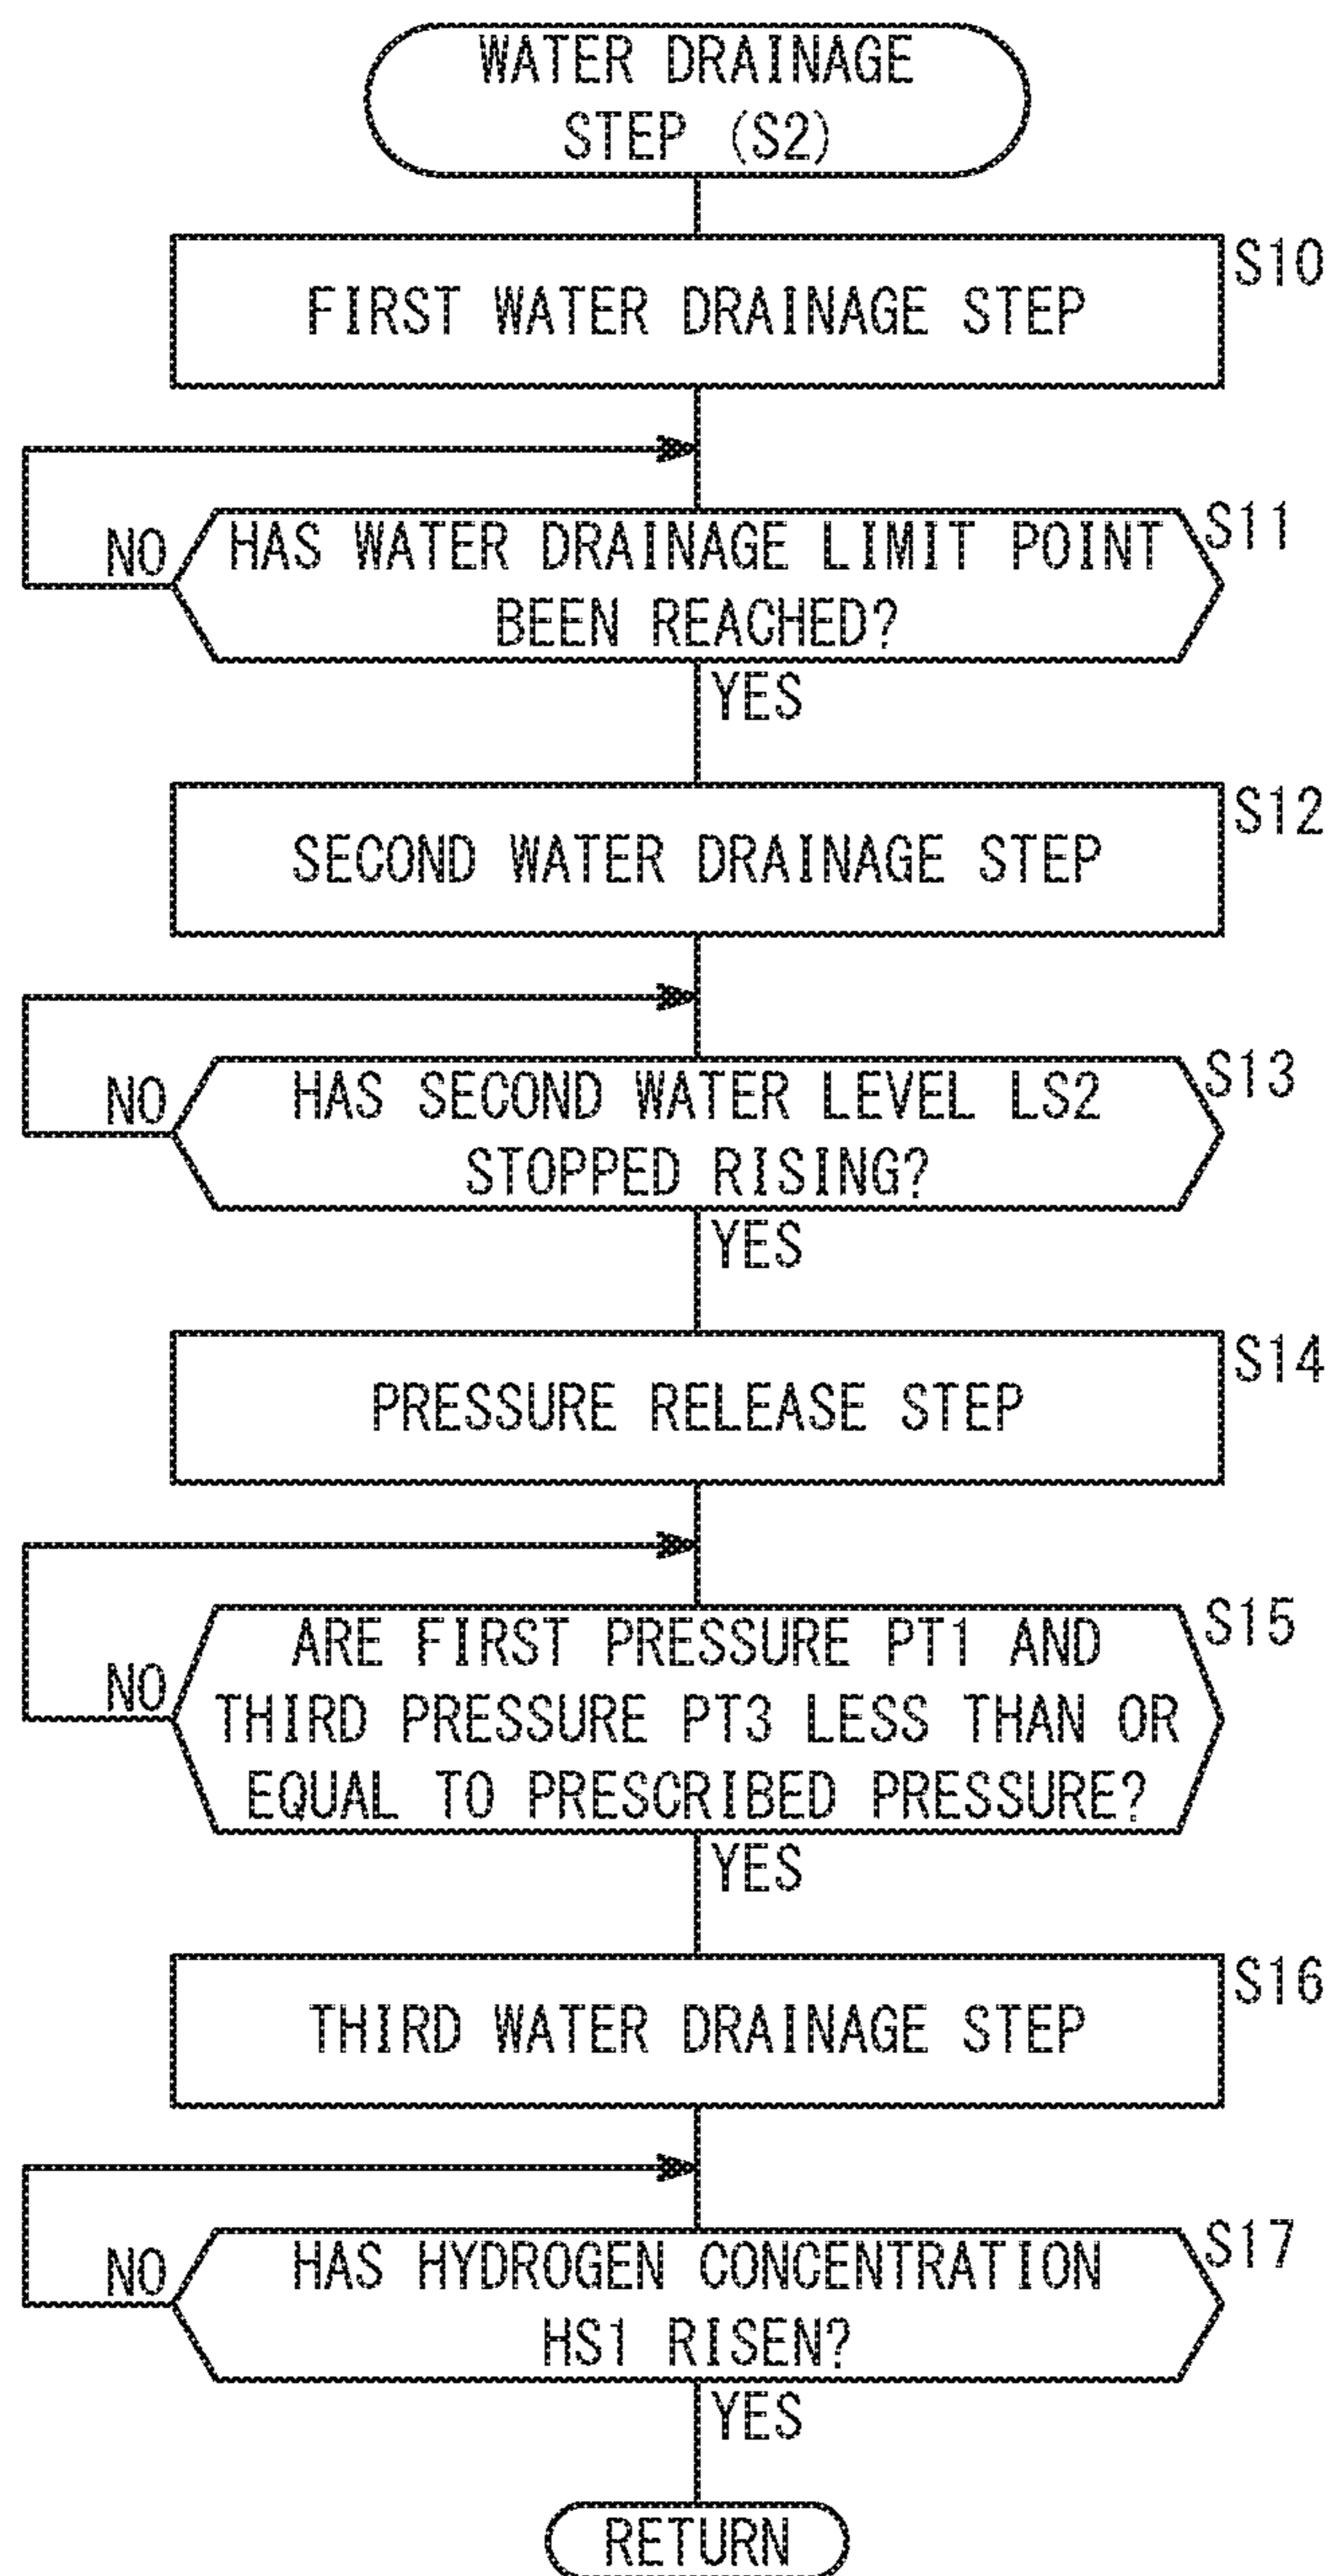 WATER DRAINAGE
STEP (S2)
S10
FIRST WATER DRAINAGE STEP
S11
NO
HAS WATER DRAINAGE LIMIT POINT
BEEN REACHED?
YES
S12
SECOND WATER DRAINAGE STEP
S13
NO
HAS SECOND WATER LEVEL LS2
STOPPED RISING?
YES
S14
PRESSURE RELEASE STEP
S15
NO
ARE FIRST PRESSURE PT1 AND
THIRD PRESSURE PT3 LESS THAN OR
EQUAL TO PRESCRIBED PRESSURE?
YES
S16
THIRD WATER DRAINAGE STEP
S17
NO
HAS HYDROGEN CONCENTRATION
HS1 RISEN?
YES
RETURN